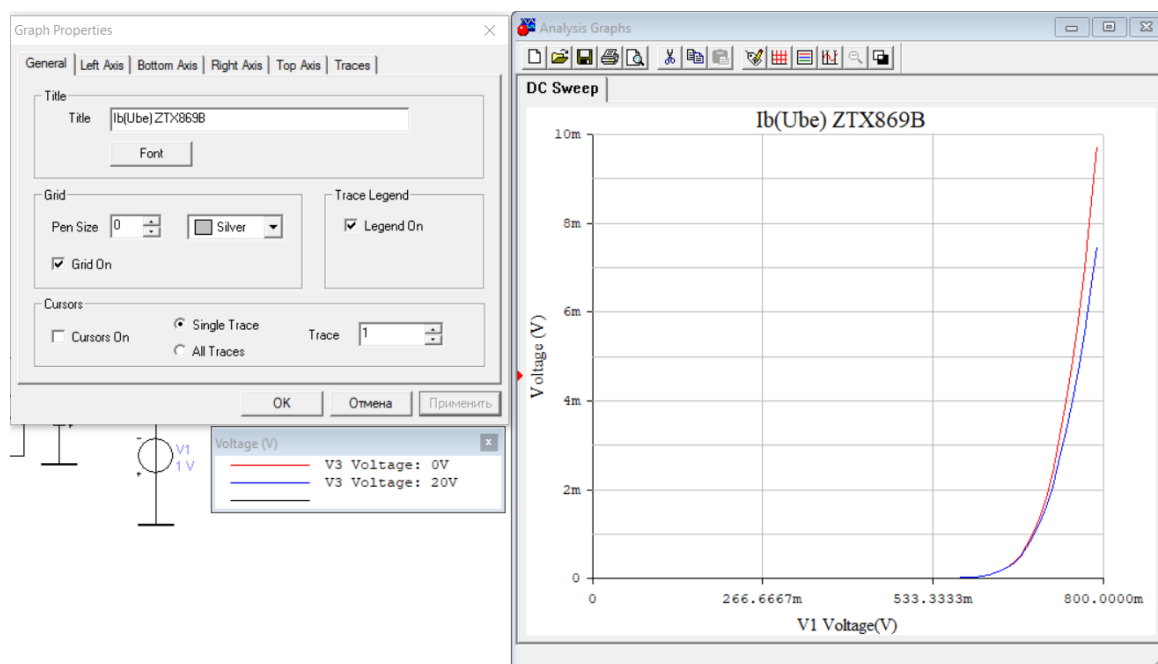 Graph Properties
General Left Axis Bottom Axis Right Axis Top Axis Traces
Title
Title Ib(Ube) ZTX869B
Font
Grid
Pen Size 0 Silver
Grid On
Trace Legend
Legend On
Cursors
Cursors On
Single Trace
All Traces
Trace 1
OK Отмена Применить
V1
1 V
Voltage (V)
V3 Voltage: 0V
V3 Voltage: 20V
Analysis Graphs
DC Sweep
Ib(Ube) ZTX869B
10m
8m
6m
4m
2m
0
Voltage (V)
0 266.6667m 533.3333m 800.0000m
V1 Voltage(V)